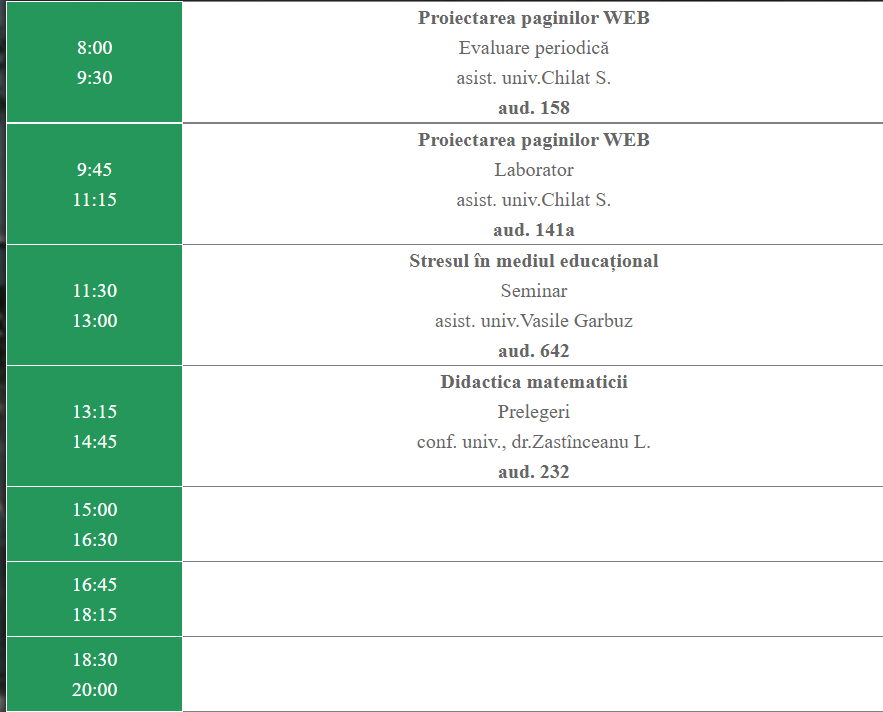 8:00
9:30
Proiectarea paginilor WEB
Evaluare periodică
asist. univ.Chilat S.
aud. 158
9:45
11:15
Proiectarea paginilor WEB
Laborator
asist. univ.Chilat S.
aud. 141a
11:30
13:00
Stresul în mediul educațional
Seminar
asist. univ.Vasile Garbuz
aud. 642
13:15
14:45
Didactica matematicii
Prelegeri
conf. univ., dr.Zastînceanu L.
aud. 232
15:00
16:30
16:45
18:15
18:30
20:00